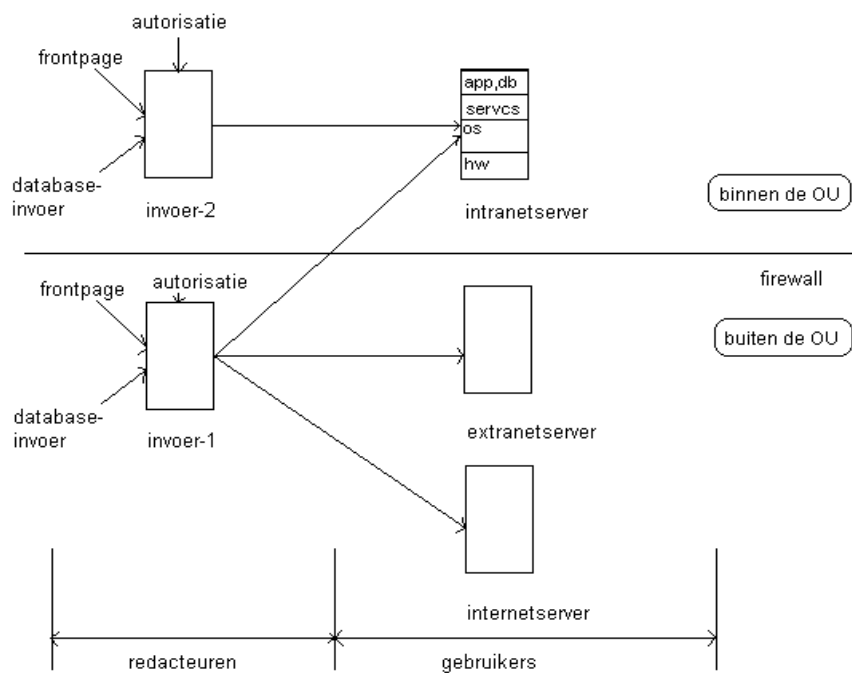 autorisatie
frontpage
database-
invoer
invoer-2
app,db
servcs
os
hw
intranetserver
binnen de OU
firewall
autorisatie
frontpage
database-
invoer
invoer-1
buiten de OU
extranetserver
internetserver
redacteuren
gebruikers